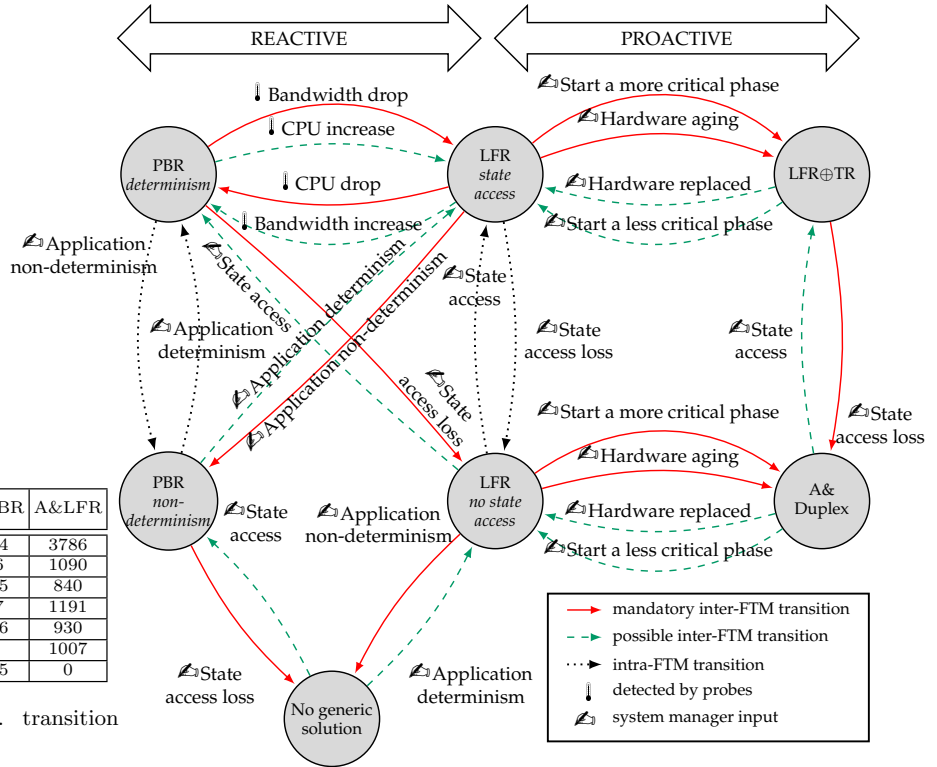 REACTIVE
PROACTIVE
Bandwidth drop
CPU increase
CPU drop
Bandwidth increase
Start a more critical phase
Hardware aging
Hardware replaced
Start a less critical phase
PBR
determinism
LFR
state
access
LFR⊕TR
Application
non-determinism
State access
Application determinism
Application non-determinism
State
access
Application
determinism
State
access loss
State
access
State
access loss
State
access loss
Start a more critical phase
Hardware aging
Hardware replaced
Start a less critical phase
PBR
non-
determinism
LFR
no state
access
A&
Duplex
State
access
Application
non-determinism
State
access loss
Application
determinism
No generic
solution
mandatory inter-FTM transition
possible inter-FTM transition
intra-FTM transition
detected by probes
system manager input
BR A&LFR
4 3786
6 1090
5 840
7 1191
6 930
1007
5 0
. transition